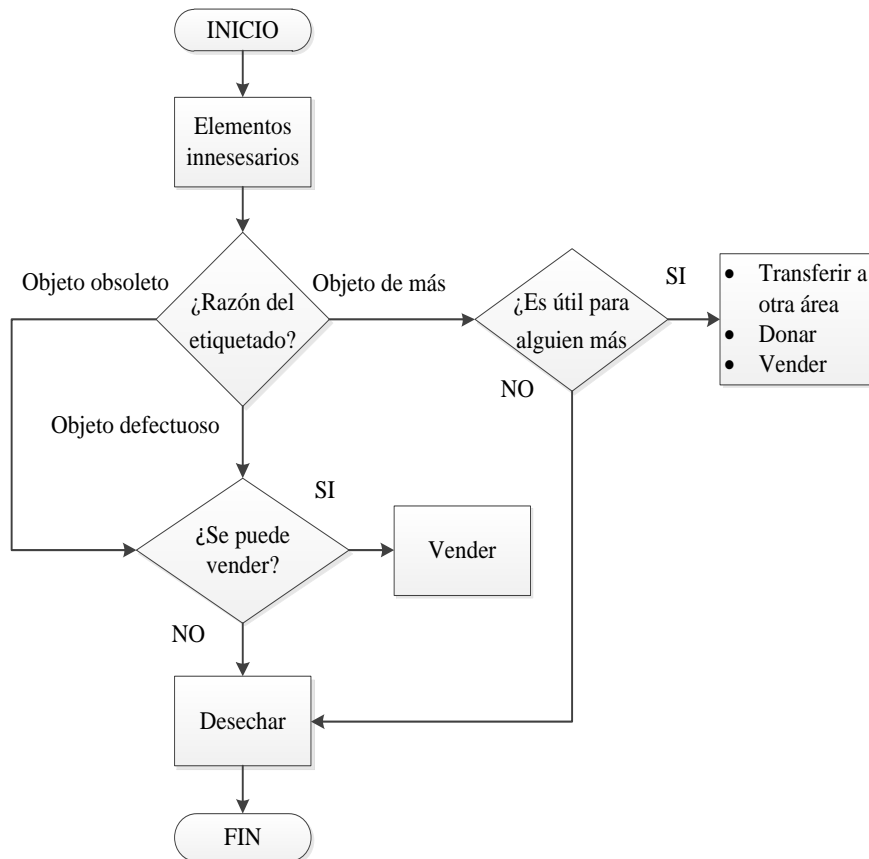 INICIO
Elementos
innesesarios
Objeto obsoleto
¿Razón del
etiquetado?
Objeto de más
¿Es útil para
alguien más
SI
• Transferir a
otra área
• Donar
• Vender
NO
Objeto defectuoso
¿Se puede
vender?
SI
Vender
NO
Desechar
FIN